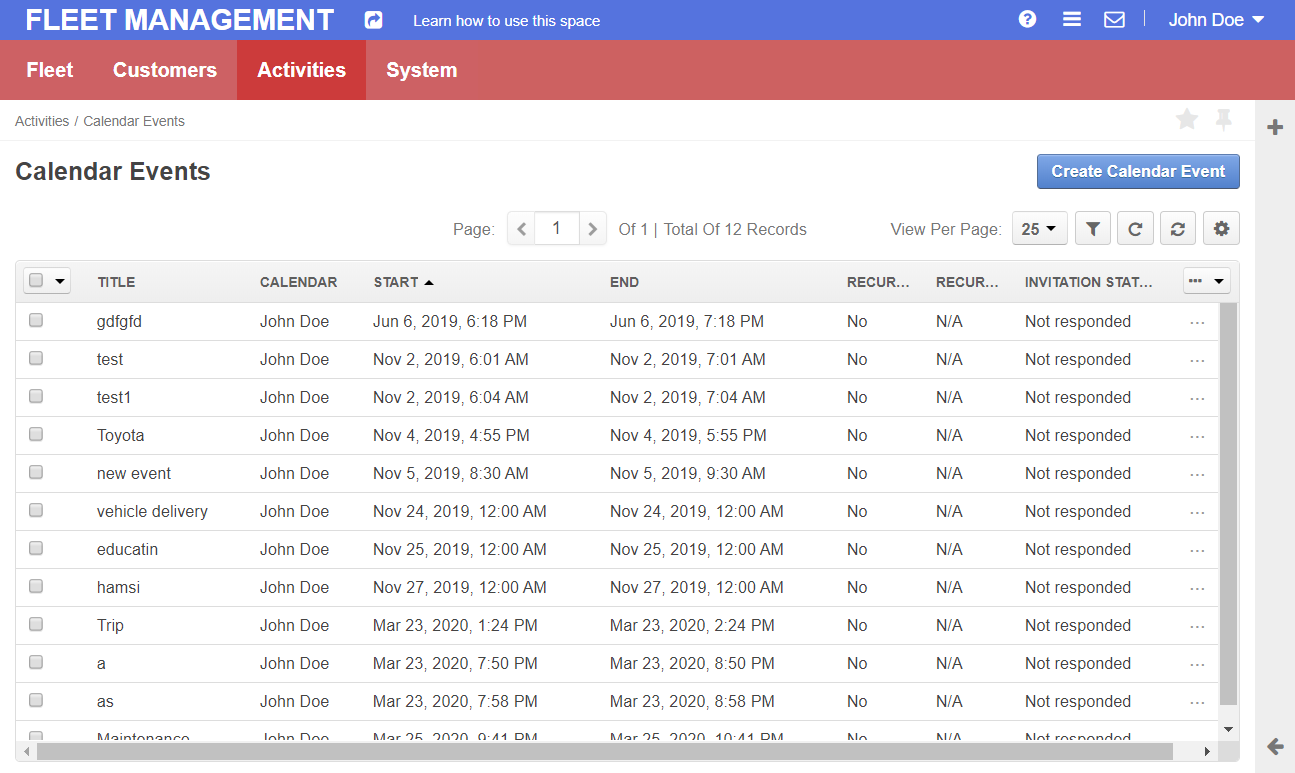 FLEET MANAGEMENT Learn how to use this space John Doe
Fleet Customers Activities System
Activities / Calendar Events
Calendar Events Create Calendar Event
Page: 1 Of 1 | Total Of 12 Records View Per Page: 25
TITLE CALENDAR START END RECUR... RECUR... INVITATION STAT...
gdfgfd John Doe Jun 6, 2019, 6:18 PM Jun 6, 2019, 7:18 PM No N/A Not responded ...
test John Doe Nov 2, 2019, 6:01 AM Nov 2, 2019, 7:01 AM No N/A Not responded ...
test1 John Doe Nov 2, 2019, 6:04 AM Nov 2, 2019, 7:04 AM No N/A Not responded ...
Toyota John Doe Nov 4, 2019, 4:55 PM Nov 4, 2019, 5:55 PM No N/A Not responded ...
new event John Doe Nov 5, 2019, 8:30 AM Nov 5, 2019, 9:30 AM No N/A Not responded ...
vehicle delivery John Doe Nov 24, 2019, 12:00 AM Nov 24, 2019, 12:00 AM No N/A Not responded ...
educatin John Doe Nov 25, 2019, 12:00 AM Nov 25, 2019, 12:00 AM No N/A Not responded ...
hamsi John Doe Nov 27, 2019, 12:00 AM Nov 27, 2019, 12:00 AM No N/A Not responded ...
Trip John Doe Mar 23, 2020, 1:24 PM Mar 23, 2020, 2:24 PM No N/A Not responded ...
a John Doe Mar 23, 2020, 7:50 PM Mar 23, 2020, 8:50 PM No N/A Not responded ...
as John Doe Mar 23, 2020, 7:58 PM Mar 23, 2020, 8:58 PM No N/A Not responded ...
Maintenance John Doe Mar 25, 2020, 9:41 PM Mar 25, 2020, 10:41 PM No N/A Not responded